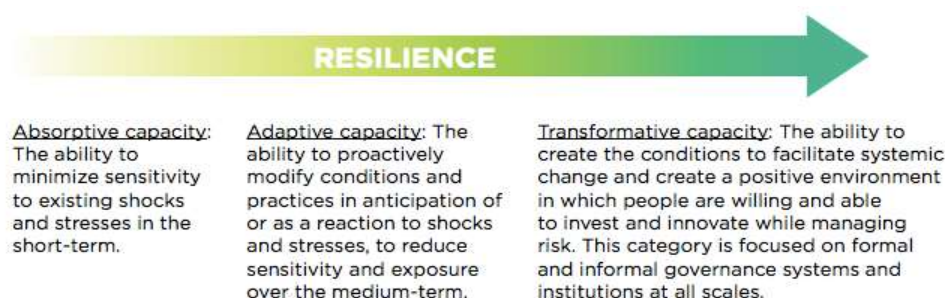 RESILIENCE
Absorptive capacity:
The ability to
minimize sensitivity
to existing shocks
and stresses in the
short-term.
Adaptive capacity: The
ability to proactively
modify conditions and
practices in anticipation of
or as a reaction to shocks
and stresses, to reduce
sensitivity and exposure
over the medium-term.
Transformative capacity: The ability to
create the conditions to facilitate systemic
change and create a positive environment
in which people are willing and able
to invest and innovate while managing
risk. This category is focused on formal
and informal governance systems and
institutions at all scales.